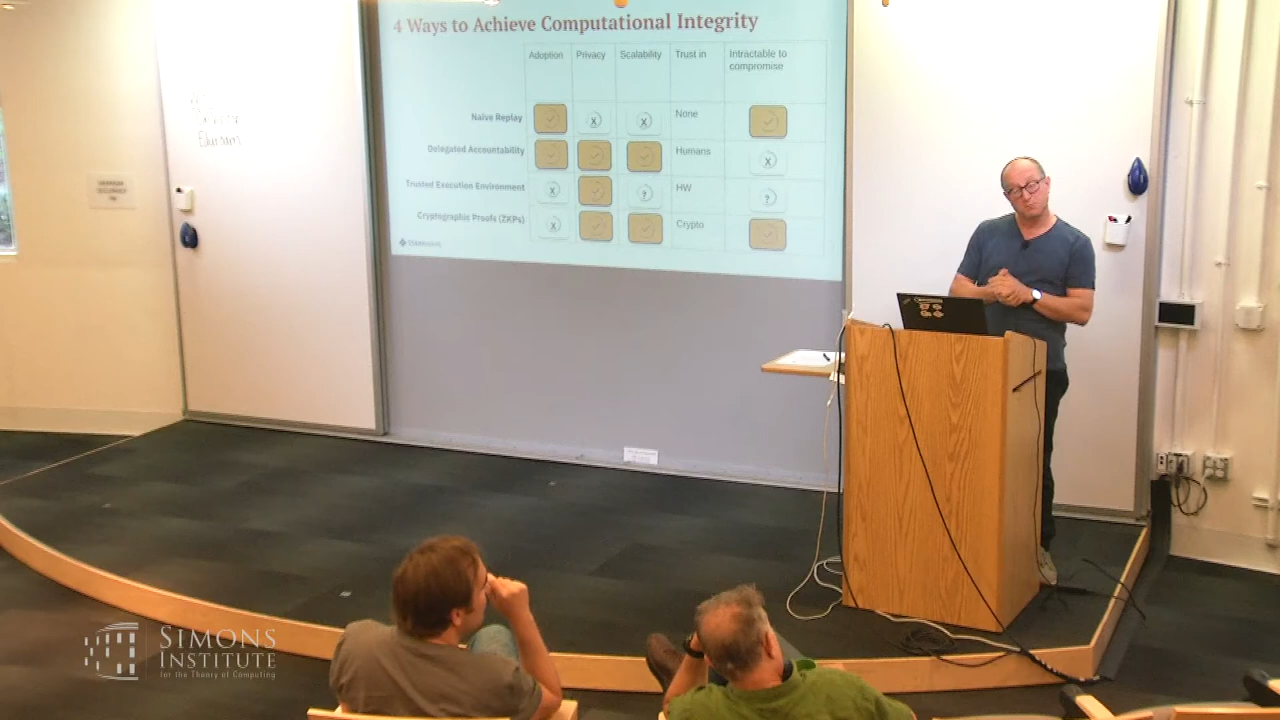 4 Ways to Achieve Computational Integrity
Adoption Privacy Scalability Trust in Intractable to
compromise
Naive Replay ✓ X X None ✓
Delegated Accountability ✓ ✓ ✓ Humans X
Trusted Execution Environment X ✓ ? HW ?
Cryptographic Proofs (ZKPs) X ✓ ✓ Crypto ✓
STARKWARE
SIMONS
INSTITUTE
for the Theory of Computing